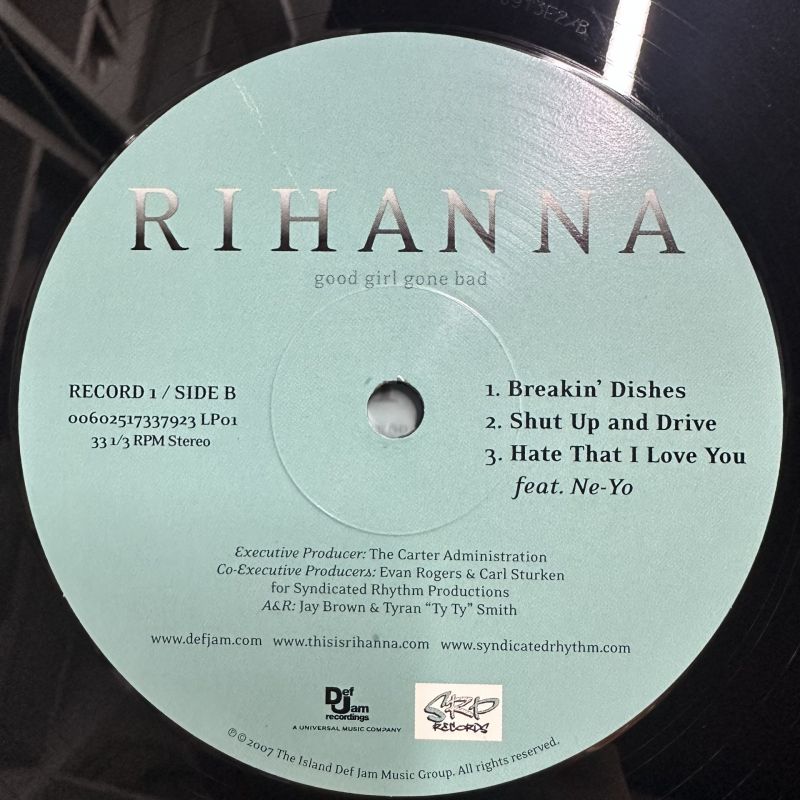 RIHANNA
good girl gone bad
RECORD 1 / SIDE B
00602517337923 LP01
33 1/3 RPM Stereo
1. Breakin' Dishes
2. Shut Up and Drive
3. Hate That I Love You
feat. Ne-Yo
Executive Producer: The Carter Administration
Co-Executive Producers: Evan Rogers & Carl Sturken
for Syndicated Rhythm Productions
A&R: Jay Brown & Tyran “Ty Ty” Smith
www.defjam.com www.thisisrihanna.com www.syndicatedrhythm.com
Def
Jam
recordings
A UNIVERSAL MUSIC COMPANY
SRP
RECORDS
℗ © 2007 The Island Def Jam Music Group. All rights reserved.